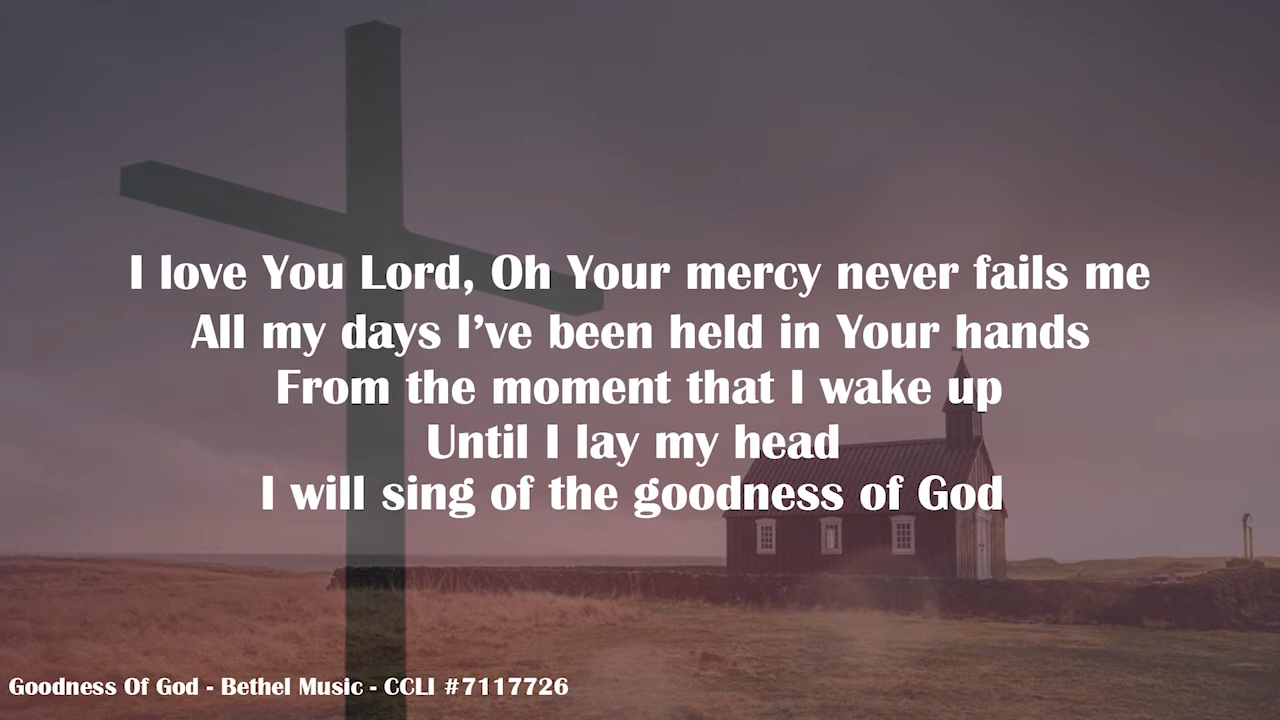 I love You Lord, Oh Your mercy never fails me
All my days I’ve been held in Your hands
From the moment that I wake up
Until I lay my head
I will sing of the goodness of God
Goodness Of God - Bethel Music - CCLI #7117726